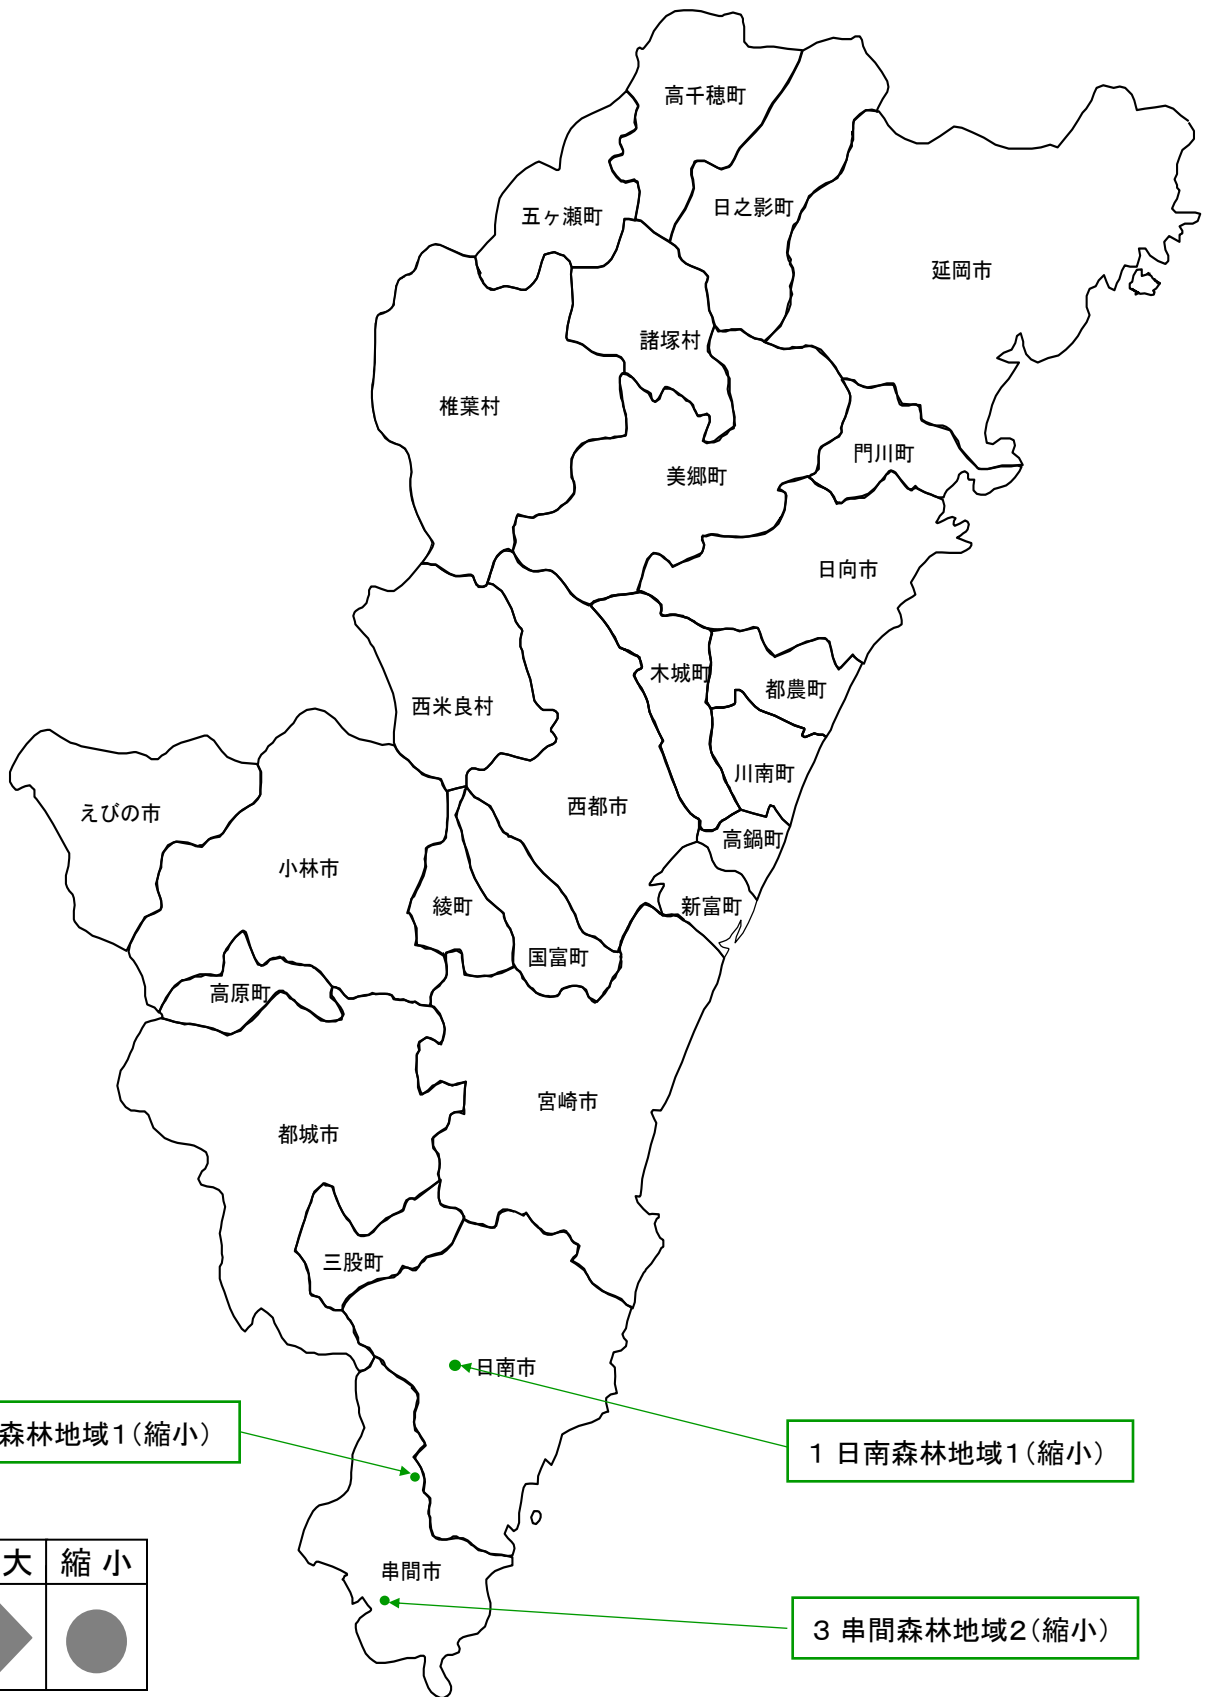 高千穂町
日之影町
五ヶ瀬町
延岡市
諸塚村
椎葉村
門川町
美郷町
日向市
木城町
都農町
西米良村
川南町
えびの市
西都市
高鍋町
小林市
綾町
新富町
国富町
高原町
宮崎市
都城市
三股町
日南市
森林地域1(縮小)
1 日南森林地域1(縮小)
大 縮小
串間市
3 串間森林地域2(縮小)